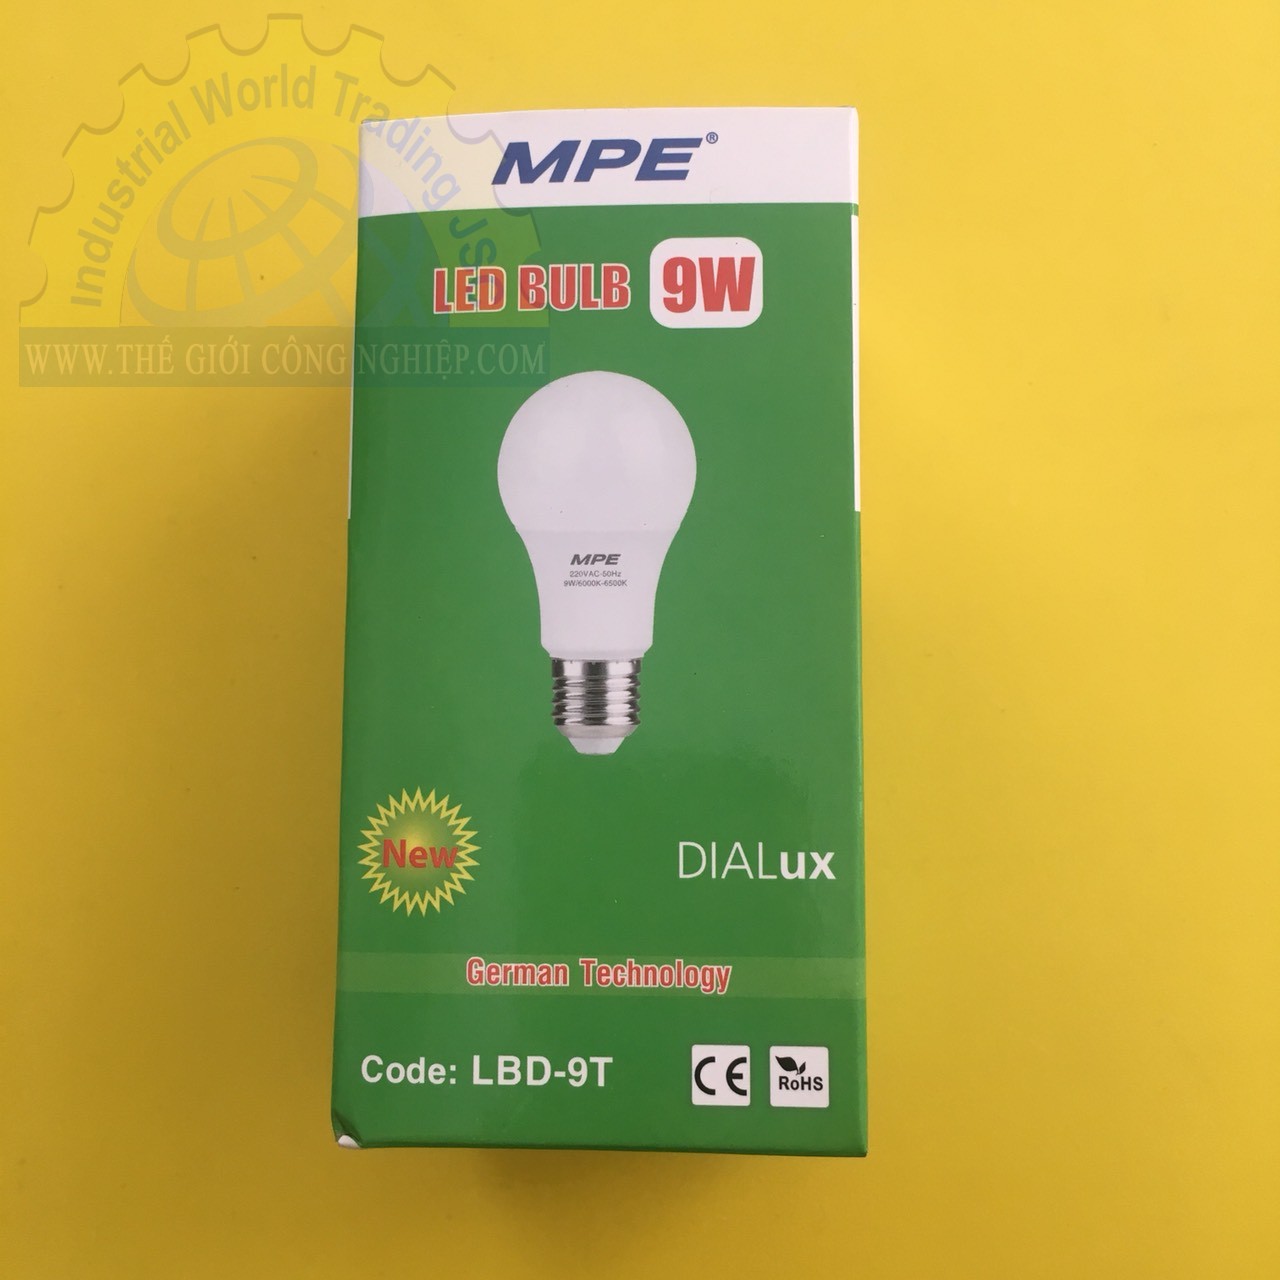 Industrial World Trading JSC
WWW.THẾ GIỚI CÔNG NGHIỆP.COM
MPE®
LED BULB 9W
MPE
220VAC-50Hz
9W/6000K-6500K
New
DIALux
German Technology
Code: LBD-9T
CE
RoHS